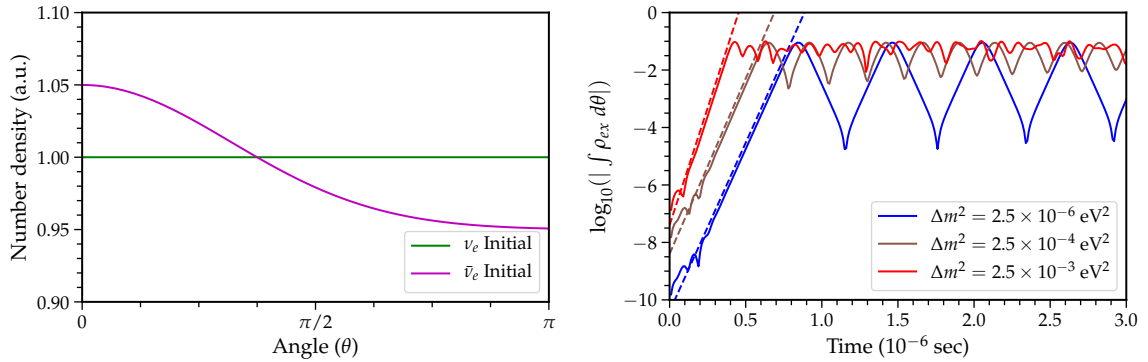 1.10
1.05
1.00
0.95
0.90
Number density (a.u.)
ν_e Initial
ν̄_e Initial
0
π/2
π
Angle (θ)
0
−2
−4
−6
−8
−10
log₁₀(| ∫ ρₑₓ dθ|)
Δm² = 2.5 × 10⁻⁶ eV²
Δm² = 2.5 × 10⁻⁴ eV²
Δm² = 2.5 × 10⁻³ eV²
0.0
0.5
1.0
1.5
2.0
2.5
3.0
Time (10⁻⁶ sec)